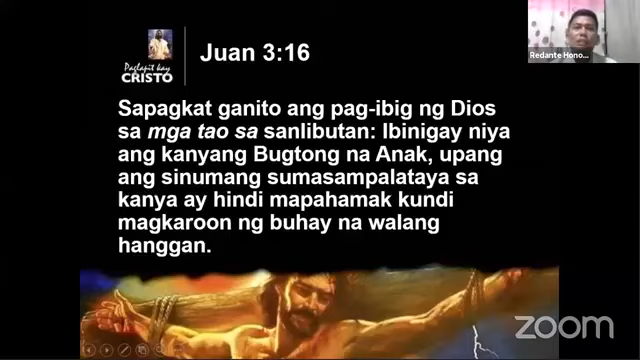 Paglapit kay
CRISTO
Juan 3:16
Sapagkat ganito ang pag-ibig ng Dios
sa mga tao sa sanlibutan: Ibinigay niya
ang kanyang Bugtong na Anak, upang
ang sinumang sumasampalataya sa
kanya ay hindi mapahamak kundi
magkaroon ng buhay na walang
hanggan.
Redante Hono...
zoom